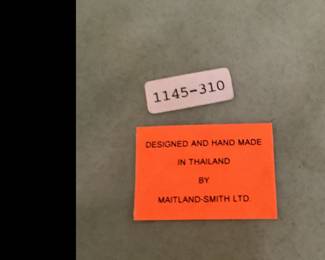 1145-310
DESIGNED AND HAND MADE
IN THAILAND
BY
MAITLAND-SMITH LTD.